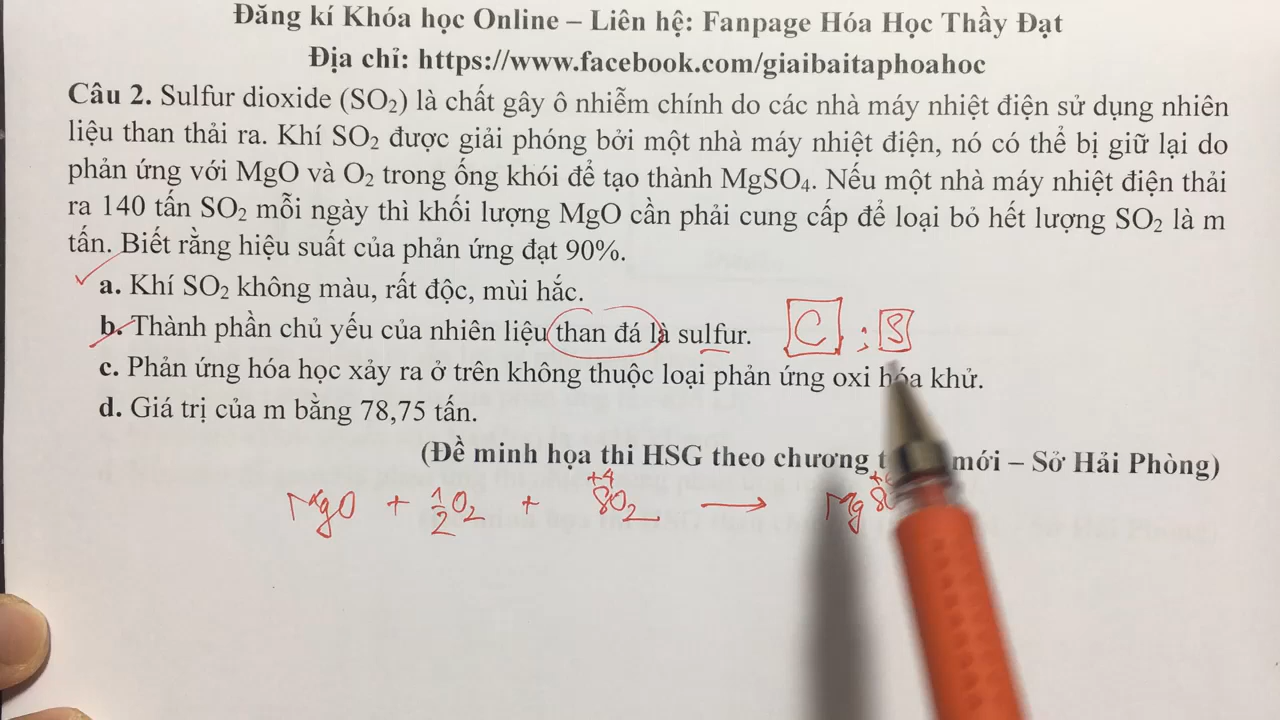 Đăng kí Khóa học Online – Liên hệ: Fanpage Hóa Học Thầy Đạt
Địa chỉ: https://www.facebook.com/giaibaitaphoahoc
Câu 2. Sulfur dioxide (SO₂) là chất gây ô nhiễm chính do các nhà máy nhiệt điện sử dụng nhiên
liệu than thải ra. Khí SO₂ được giải phóng bởi một nhà máy nhiệt điện, nó có thể bị giữ lại do
phản ứng với MgO và O₂ trong ống khói để tạo thành MgSO₄. Nếu một nhà máy nhiệt điện thải
ra 140 tấn SO₂ mỗi ngày thì khối lượng MgO cần phải cung cấp để loại bỏ hết lượng SO₂ là m
tấn. Biết rằng hiệu suất của phản ứng đạt 90%.
a. Khí SO₂ không màu, rất độc, mùi hắc.
b. Thành phần chủ yếu của nhiên liệu than đá là sulfur. C ; S
c. Phản ứng hóa học xảy ra ở trên không thuộc loại phản ứng oxi hóa khử.
d. Giá trị của m bằng 78,75 tấn.
(Đề minh họa thi HSG theo chương mới – Sở Hải Phòng)
+4
MgO + 1/2 O₂ + SO₂ → Mg